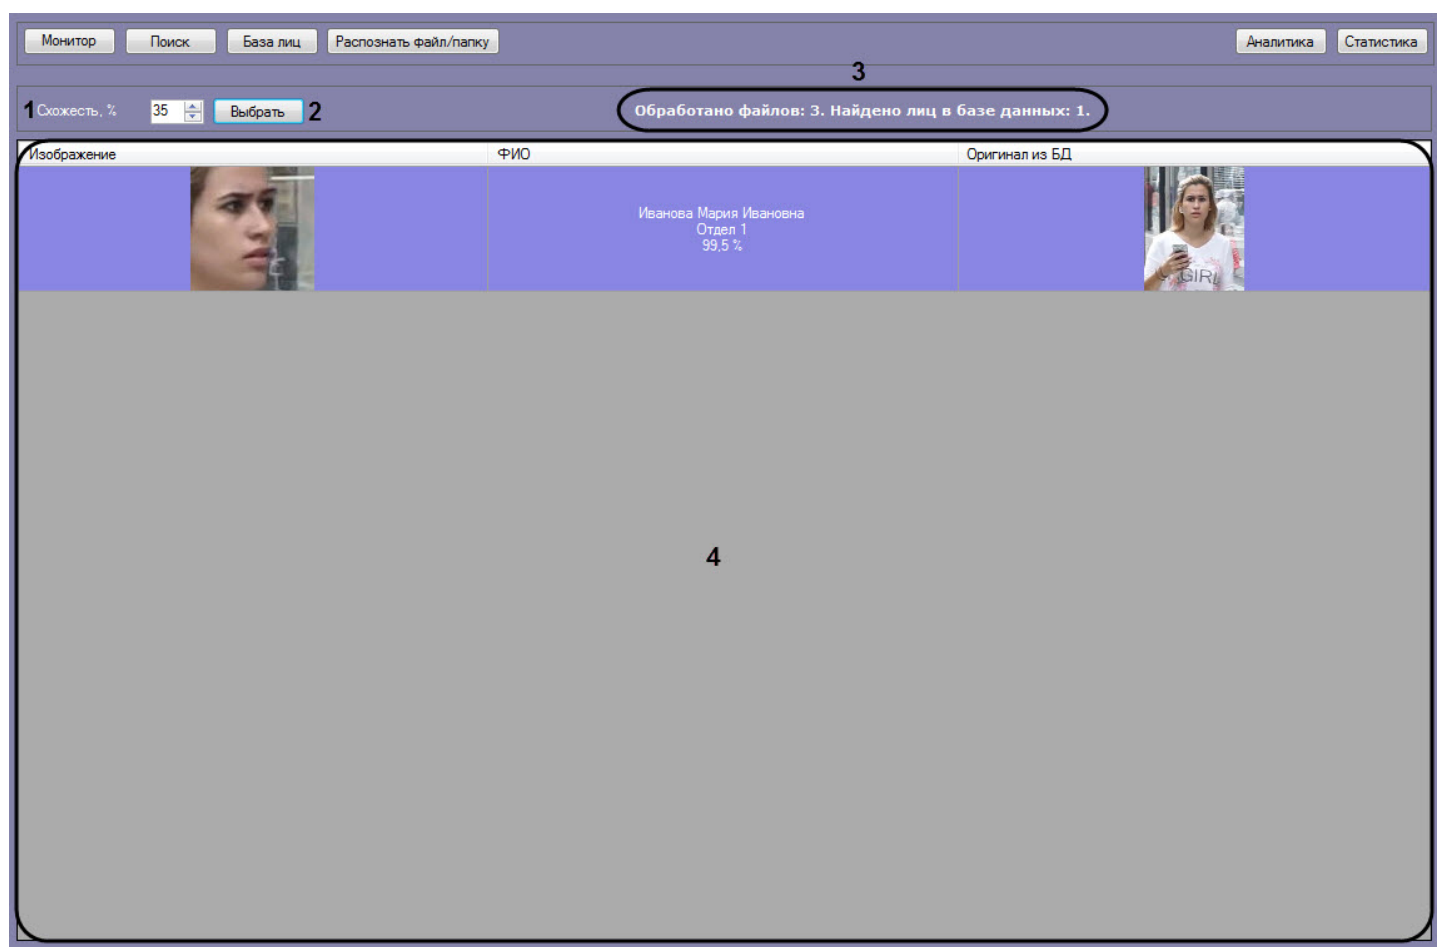 Монитор Поиск База лиц Распознать файл/папку Аналитика Статистика
3
1 Схожесть, % 35 Выбрать 2 Обработано файлов: 3. Найдено лиц в базе данных: 1.
Изображение ФИО Оригинал из БД
Иванова Мария Ивановна
Отдел 1
99,5 %
GIRL
4